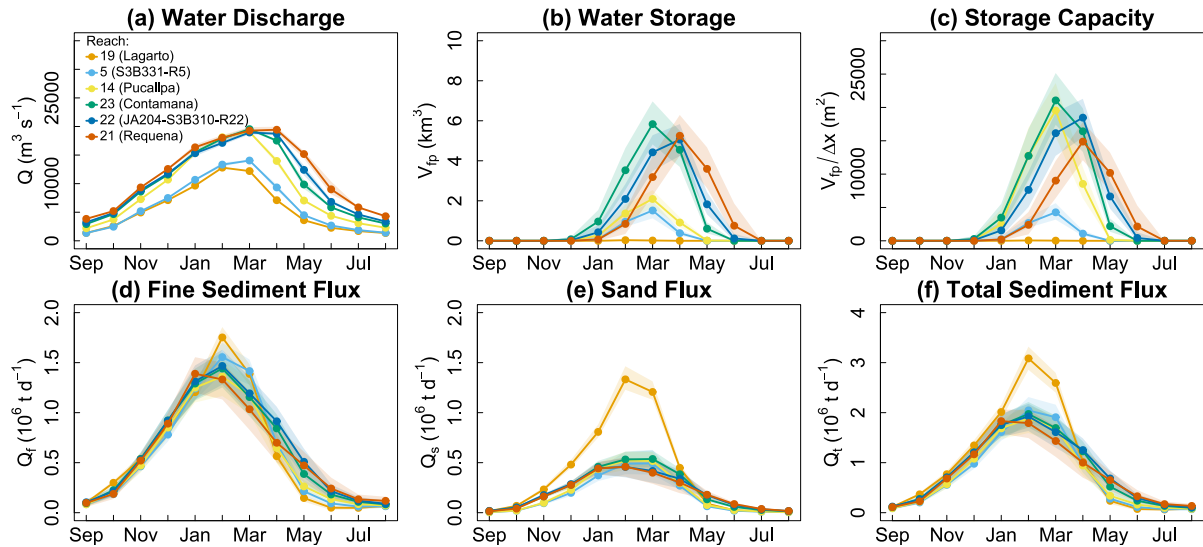 (a) Water Discharge
Q (m³ s⁻¹)
0 10000 25000
Reach:
19 (Lagarto)
5 (S3B331-R5)
14 (Pucallpa)
23 (Contamana)
22 (JA204-S3B310-R22)
21 (Requena)
Sep Nov Jan Mar May Jul
(b) Water Storage
V_fp (km³)
0 2 4 6 8 10
Sep Nov Jan Mar May Jul
(c) Storage Capacity
V_fp/Δx (m²)
0 10000 25000
Sep Nov Jan Mar May Jul
(d) Fine Sediment Flux
Q_f (10⁶ t d⁻¹)
0.0 0.5 1.0 1.5 2.0
Sep Nov Jan Mar May Jul
(e) Sand Flux
Q_s (10⁶ t d⁻¹)
0.0 0.5 1.0 1.5 2.0
Sep Nov Jan Mar May Jul
(f) Total Sediment Flux
Q_t (10⁶ t d⁻¹)
0 1 2 3 4
Sep Nov Jan Mar May Jul